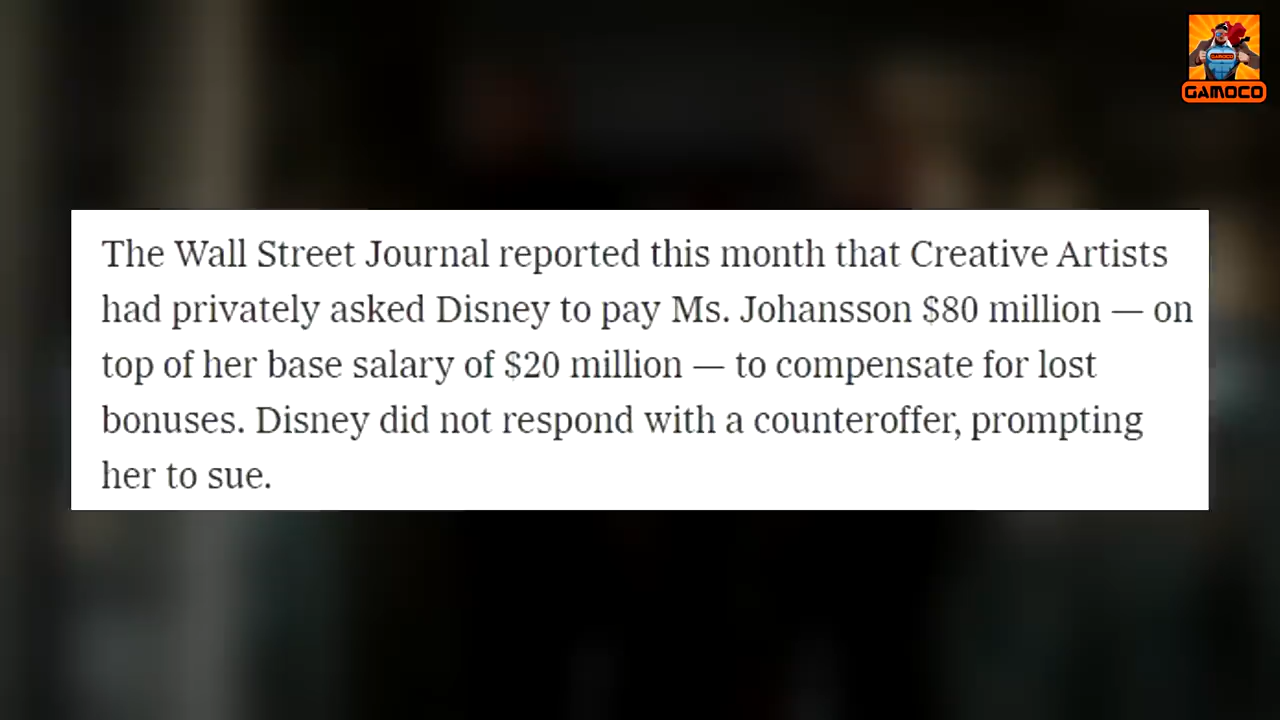 GAMOCO
The Wall Street Journal reported this month that Creative Artists
had privately asked Disney to pay Ms. Johansson $80 million — on
top of her base salary of $20 million — to compensate for lost
bonuses. Disney did not respond with a counteroffer, prompting
her to sue.